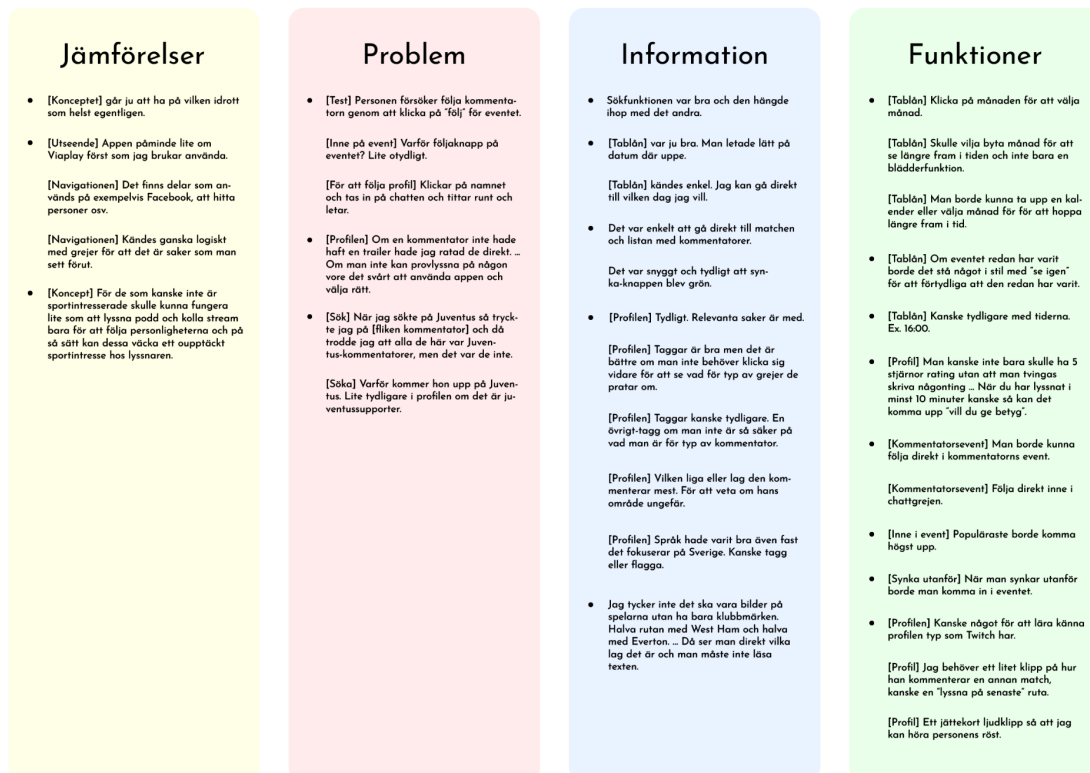 Jämförelser
• [Konceptet] går ju att ha på vilken idrott
som helst egentligen.
• [Utseende] Appen påminde lite om
Viaplay först som jag brukar använda.
[Navigationen] Det finns delar som an-
vänds på exempelvis Facebook, att hitta
personer osv.
[Navigationen] Kändes ganska logiskt
med grejer för att det är saker som man
sett förut.
• [Koncept] För de som kanske inte är
sportintresserade skulle kunna fungera
lite som att lyssna podd och kolla stream
bara för att följa personligheterna och på
så sätt kan dessa väcka ett oupptäckt
sportintresse hos lyssnaren.
Problem
• [Test] Personen försöker följa kommenta-
torn genom att klicka på "följ" för eventet.
[Inne på event] Varför följaknapp på
eventet? Lite otydligt.
[För att följa profil] Klickar på namnet
och tas in på chatten och tittar runt och
letar.
• [Profilen] Om en kommentator inte hade
haft en trailer hade jag ratad de direkt. ...
Om man inte kan provlyssna på någon
vore det svårt att använda appen och
välja rätt.
• [Sök] När jag sökte på Juventus så tryck-
te jag på [fliken kommentator] och då
trodde jag att alla de här var Juven-
tus-kommentatorer, men det var de inte.
[Söka] Varför kommer hon upp på Juven-
tus. Lite tydligare i profilen om det är ju-
ventussupporter.
Information
• Sökfunktionen var bra och den hängde
ihop med det andra.
• [Tablån] var ju bra. Man letade lätt på
datum där uppe.
[Tablån] kändes enkel. Jag kan gå direkt
till vilken dag jag vill.
• Det var enkelt att gå direkt till matchen
och listan med kommentatorer.
Det var snyggt och tydligt att syn-
ka-knappen blev grön.
• [Profilen] Tydligt. Relevanta saker är med.
[Profilen] Taggar är bra men det är
bättre om man inte behöver klicka sig
vidare för att se vad för typ av grejer de
pratar om.
[Profilen] Taggar kanske tydligare. En
övrigt-tagg om man inte är så säker på
vad man är för typ av kommentator.
[Profilen] Vilken liga eller lag den kom-
menterar mest. För att veta om hans
område ungefär.
[Profilen] Språk hade varit bra även fast
det fokuserar på Sverige. Kanske tagg
eller flagga.
• Jag tycker inte det ska vara bilder på
spelarna utan ha bara klubbmärken.
Halva rutan med West Ham och halva
med Everton. ... Då ser man direkt vilka
lag det är och man måste inte läsa
texten.
Funktioner
• [Tablån] Klicka på månaden för att välja
månad.
[Tablån] Skulle vilja byta månad för att
se längre fram i tiden och inte bara en
blädderfunktion.
[Tablån] Man borde kunna ta upp en kal-
ender eller välja månad för för att hoppa
längre fram i tid.
• [Tablån] Om eventet redan har varit
borde det stå något i stil med "se igen"
för att förtydliga att den redan har varit.
• [Tablån] Kanske tydligare med tiderna.
Ex. 16:00.
• [Profil] Man kanske inte bara skulle ha 5
stjärnor rating utan att man tvingas
skriva någonting ... När du har lyssnat i
minst 10 minuter kanske så kan det
komma upp "vill du ge betyg".
• [Kommentatorsevent] Man borde kunna
följa direkt i kommentatorns event.
[Kommentatorsevent] Följa direkt inne i
chattgrejen.
• [Inne i event] Populäraste borde komma
högst upp.
• [Synka utanför] När man synkar utanför
borde man komma in i eventet.
• [Profilen] Kanske något för att lära känna
profilen typ som Twitch har.
[Profil] Jag behöver ett litet klipp på hur
han kommenterar en annan match,
kanske en "lyssna på senaste" ruta.
[Profil] Ett jättekort ljudklipp så att jag
kan höra personens röst.